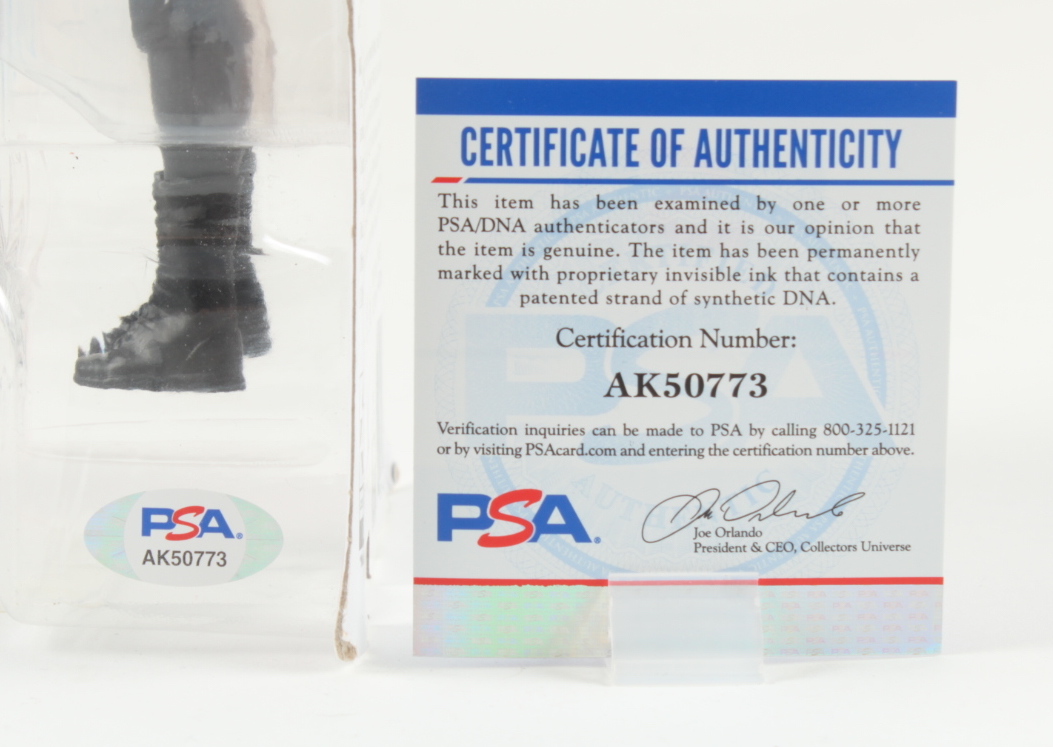 CERTIFICATE OF AUTHENTICITY
This item has been examined by one or more
PSA/DNA authenticators and it is our opinion that
the item is genuine. The item has been permanently
marked with proprietary invisible ink that contains a
patented strand of synthetic DNA.
Certification Number:
AK50773
Verification inquiries can be made to PSA by calling 800-325-1121
or by visiting PSAcard.com and entering the certification number above.
PSA.
Joe Orlando
President & CEO, Collectors Universe
PSA.
AK50773